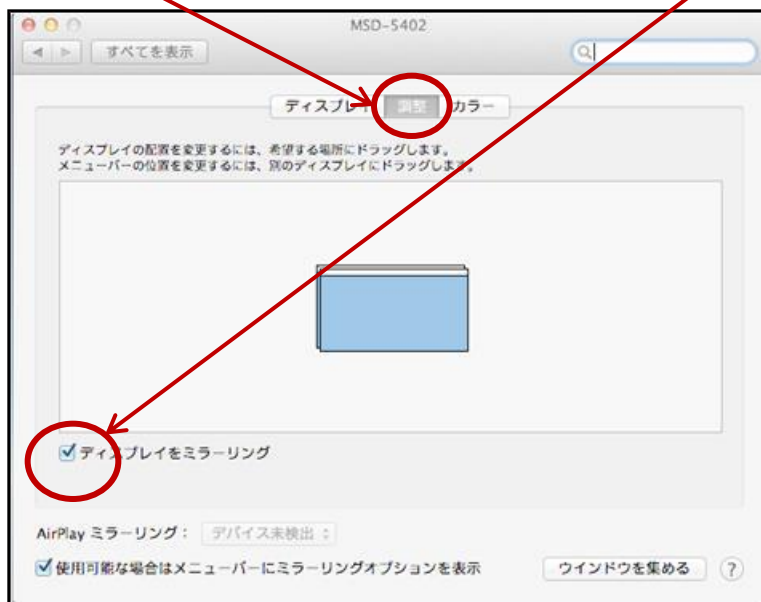 MSD-5402
すべてを表示
ディスプレイ 調整 カラー
ディスプレイの配置を変更するには、希望する場所にドラッグします。
メニューバーの位置を変更するには、別のディスプレイにドラッグします。
ディスプレイをミラーリング
AirPlay ミラーリング： デバイス未検出
使用可能な場合はメニューバーにミラーリングオプションを表示 ウインドウを集める ?